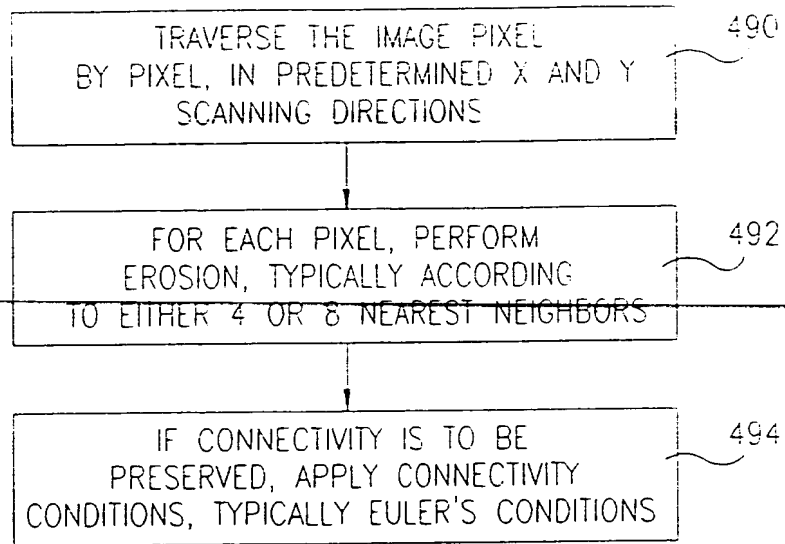 TRAVERSE THE IMAGE PIXEL
BY PIXEL, IN PREDETERMINED X AND Y
SCANNING DIRECTIONS
490
FOR EACH PIXEL, PERFORM
EROSION, TYPICALLY ACCORDING
TO EITHER 4 OR 8 NEAREST NEIGHBORS
492
IF CONNECTIVITY IS TO BE
PRESERVED, APPLY CONNECTIVITY
CONDITIONS, TYPICALLY EULER'S CONDITIONS
494